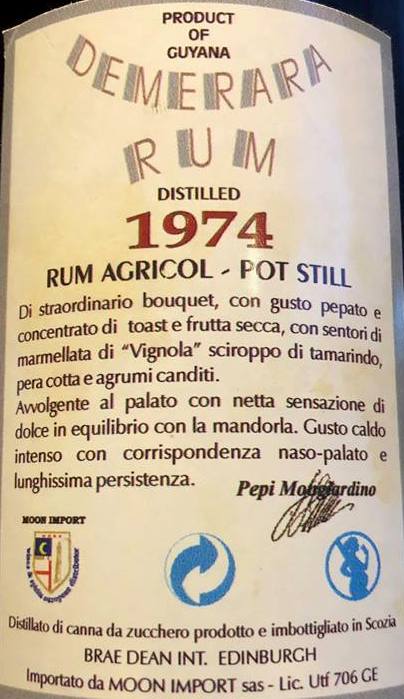 PRODUCT
OF
GUYANA
DEMERARA
RUM
DISTILLED
1974
RUM AGRICOL - POT STILL
Di straordinario bouquet, con gusto pepato e
concentrato di toast e frutta secca, con sentori di
marmellata di "Vignola" sciroppo di tamarindo,
pera cotta e agrumi canditi.
Avvolgente al palato con netta sensazione di
dolce in equilibrio con la mandorla. Gusto caldo
intenso con corrispondenza naso-palato e
lunghissima persistenza.
Pepi Mongiardino
MOON IMPORT
Distillato di canna da zucchero prodotto e imbottigliato in Scozia
BRAE DEAN INT. EDINBURGH
Importato da MOON IMPORT sas - Lic. Utf 706 GE